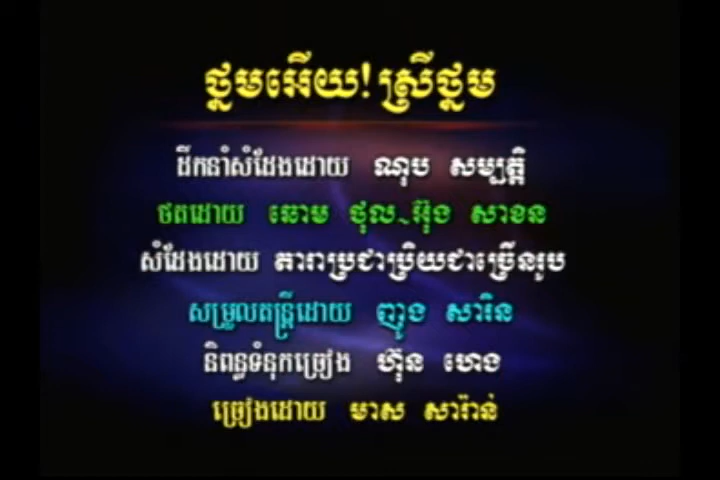 ថ្នមអើយ! ស្រីថ្នម
ដឹកនាំសំដែងដោយ ណុប សម្បត្តិ
ថតដោយ ឆោម ថុល~អ៊ុង សាខន
សំដែងដោយ តារាប្រជាប្រិយជាច្រើនរូប
សម្រួលតន្ត្រីដោយ ញូង សារិន
និពន្ធទំនុកច្រៀង ហ៊ុន ហេង
ច្រៀងដោយ មាស សារ៉ាន់